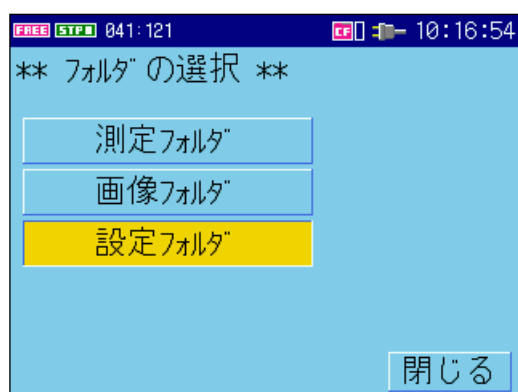 FREE STP 041:121 CF 10:16:54
** フォルダの選択 **
測定フォルダ
画像フォルダ
設定フォルダ
閉じる